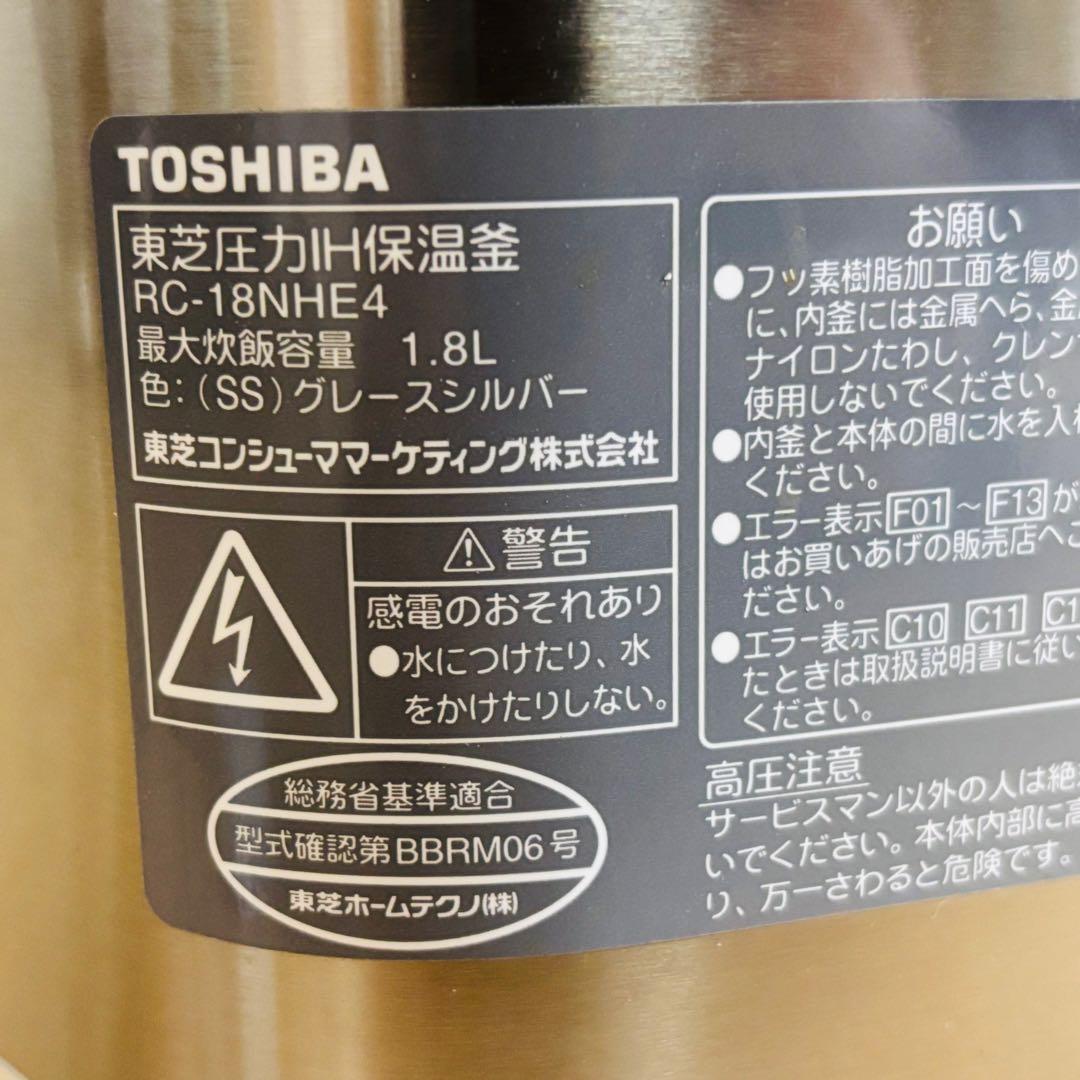 TOSHIBA
東芝圧力IH保温釜
RC-18NHE4
最大炊飯容量 1.8L
色:(SS)グレースシルバー
東芝コンシューママーケティング株式会社
警告
感電のおそれあり
●水につけたり、水
をかけたりしない。
総務省基準適合
型式確認第BBRM06号
東芝ホームテクノ(株)
お願い
●フッ素樹脂加工面を傷め
に、内釜には金属へら、金
ナイロンたわし、クレン
使用しないでください。
●内釜と本体の間に水を入
ください。
●エラー表示F01～F13が
はお買いあげの販売店へ
ださい。
●エラー表示C10 C11
たときは取扱説明書に従い
ください。
高圧注意
サービスマン以外の人は絶
いでください。本体内部に高
り、万一さわると危険です。